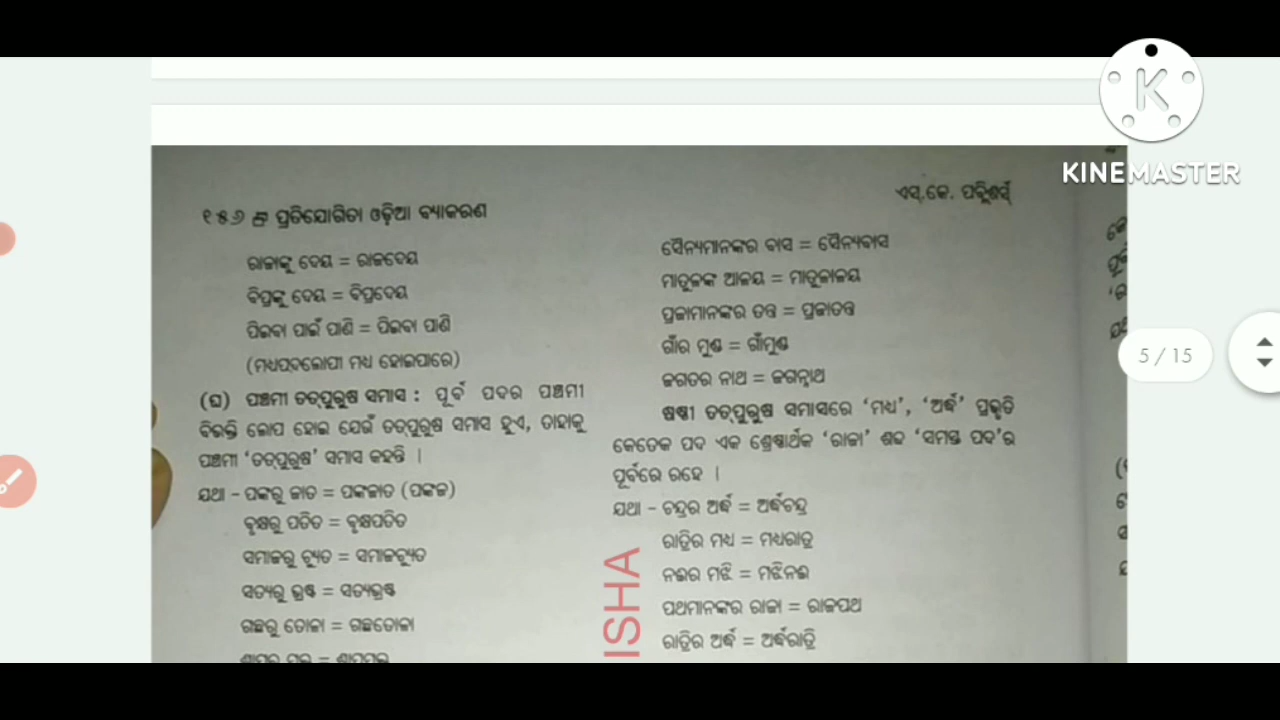 KINEMASTER
୧୫୬ ପ୍ରତିଯୋଗିତା ଓଡ଼ିଆ ବ୍ୟାକରଣ
ଏସ୍.କେ. ପବ୍ଲିଶର୍ସ୍
ରାଜାଙ୍କୁ ଦେୟ = ରାଜଦେୟ
ବିପ୍ରଙ୍କୁ ଦେୟ = ବିପ୍ରଦେୟ
ପିଇବା ପାଇଁ ପାଣି = ପିଇବା ପାଣି
(ମଧ୍ୟପଦଲୋପୀ ମଧ୍ୟ ହୋଇପାରେ)
(ଘ) ପଞ୍ଚମୀ ତତ୍‌ପୁରୁଷ ସମାସ : ପୂର୍ବ ପଦର ପଞ୍ଚମୀ
ବିଭକ୍ତି ଲୋପ ହୋଇ ଯେଉଁ ତତ୍‌ପୁରୁଷ ସମାସ ହୁଏ, ତାହାକୁ
ପଞ୍ଚମୀ 'ତତ୍‌ପୁରୁଷ' ସମାସ କହନ୍ତି ।
ଯଥା - ପଙ୍କରୁ ଜାତ = ପଙ୍କଜାତ (ପଙ୍କଜ)
ବୃକ୍ଷରୁ ପତିତ = ବୃକ୍ଷପତିତ
ସମାଜରୁ ଚ୍ୟୁତ = ସମାଜଚ୍ୟୁତ
ସତ୍ୟରୁ ଭ୍ରଷ୍ଟ = ସତ୍ୟଭ୍ରଷ୍ଟ
ଗଛରୁ ତୋଳା = ଗଛତୋଳା
ସୈନ୍ୟମାନଙ୍କର ବାସ = ସୈନ୍ୟବାସ
ମାତୁଳଙ୍କ ଆଳୟ = ମାତୁଳାଳୟ
ପ୍ରଜାମାନଙ୍କର ତନ୍ତ୍ର = ପ୍ରଜାତନ୍ତ୍ର
ଗାଁର ମୁଣ୍ଡ = ଗାଁମୁଣ୍ଡ
ଜଗତର ନାଥ = ଜଗନ୍ନାଥ
ଷଷ୍ଠୀ ତତ୍‌ପୁରୁଷ ସମାସରେ 'ମଧ୍ୟ', 'ଅର୍ଦ୍ଧ' ପ୍ରଭୃତି
କେତେକ ପଦ ଏବଂ ଶ୍ରେଷ୍ଠାର୍ଥକ 'ରାଜା' ଶବ୍ଦ 'ସମସ୍ତ ପଦ'ର
ପୂର୍ବରେ ରହେ ।
ଯଥା - ଚନ୍ଦ୍ରର ଅର୍ଦ୍ଧ = ଅର୍ଦ୍ଧଚନ୍ଦ୍ର
ରାତ୍ରିର ମଧ୍ୟ = ମଧ୍ୟରାତ୍ର
ନଈର ମଝି = ମଝିନଈ
ପଥମାନଙ୍କର ରାଜା = ରାଜପଥ
ରାତ୍ରିର ଅର୍ଦ୍ଧ = ଅର୍ଦ୍ଧରାତ୍ରି
ISHA
5 / 15